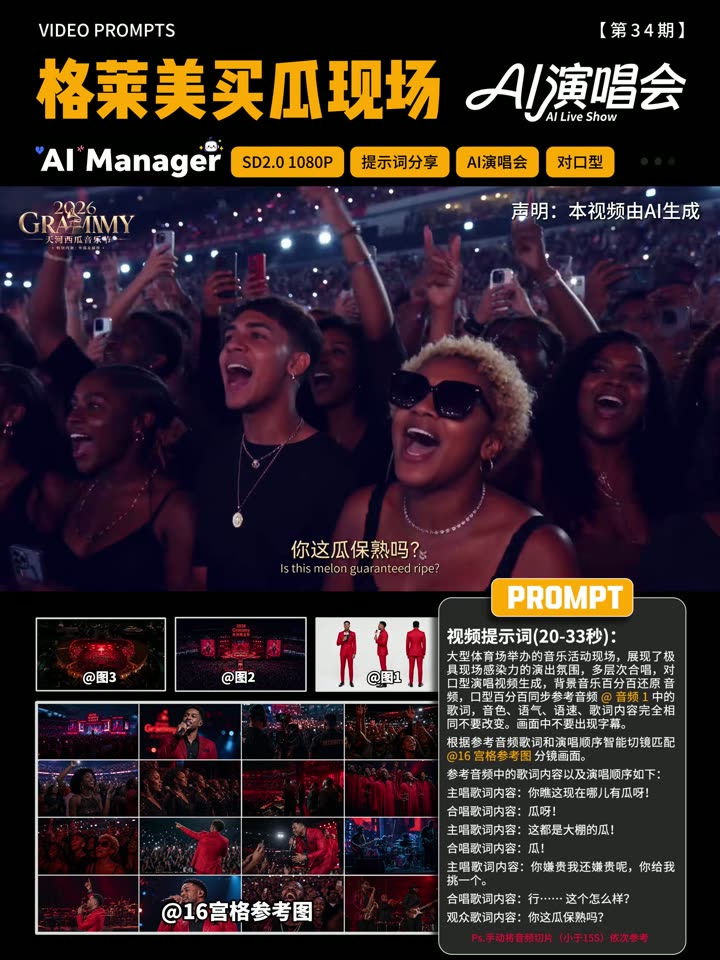 VIDEO PROMPTS
【第34期】
格莱美买瓜现场
AI演唱会
AI Live Show
AI Manager
SD2.0 1080P
提示词分享
AI演唱会
对口型
2026
GRAMMY
天河西瓜音乐节
声明：本视频由AI生成
你这瓜保熟吗？
Is this melon guaranteed ripe?
@图3
@图2
@图1
@16宫格参考图
PROMPT
视频提示词(20-33秒)：
大型体育场举办的音乐活动现场，展现了极
具现场感染力的演出氛围，多层次合唱，对
口型演唱视频生成，背景音乐百分百还原 音
频，口型百分百同步参考音频 @ 音频 1 中的
歌词，音色、语气、语速、歌词内容完全相
同不要改变。画面中不要出现字幕。
根据参考音频歌词和演唱顺序智能切镜匹配
@16 宫格参考图 分镜画面。
参考音频中的歌词内容以及演唱顺序如下：
主唱歌词内容：你瞧这现在哪儿有瓜呀！
合唱歌词内容：瓜呀！
主唱歌词内容：这都是大棚的瓜！
合唱歌词内容：瓜！
主唱歌词内容：你嫌贵我还嫌贵呢，你给我
挑一个。
合唱歌词内容：行…… 这个怎么样？
观众歌词内容：你这瓜保熟吗？
Ps.手动将音频切片（小于15S）依次参考